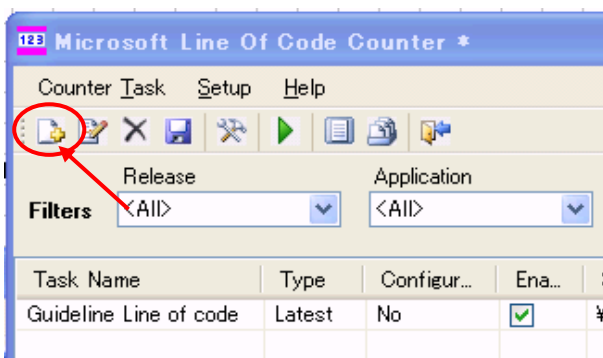 123 Microsoft Line Of Code Counter *
Counter Task Setup Help
Release Application
Filters <All> <All>
Task Name Type Configur... Ena...
Guideline Line of code Latest No ¥